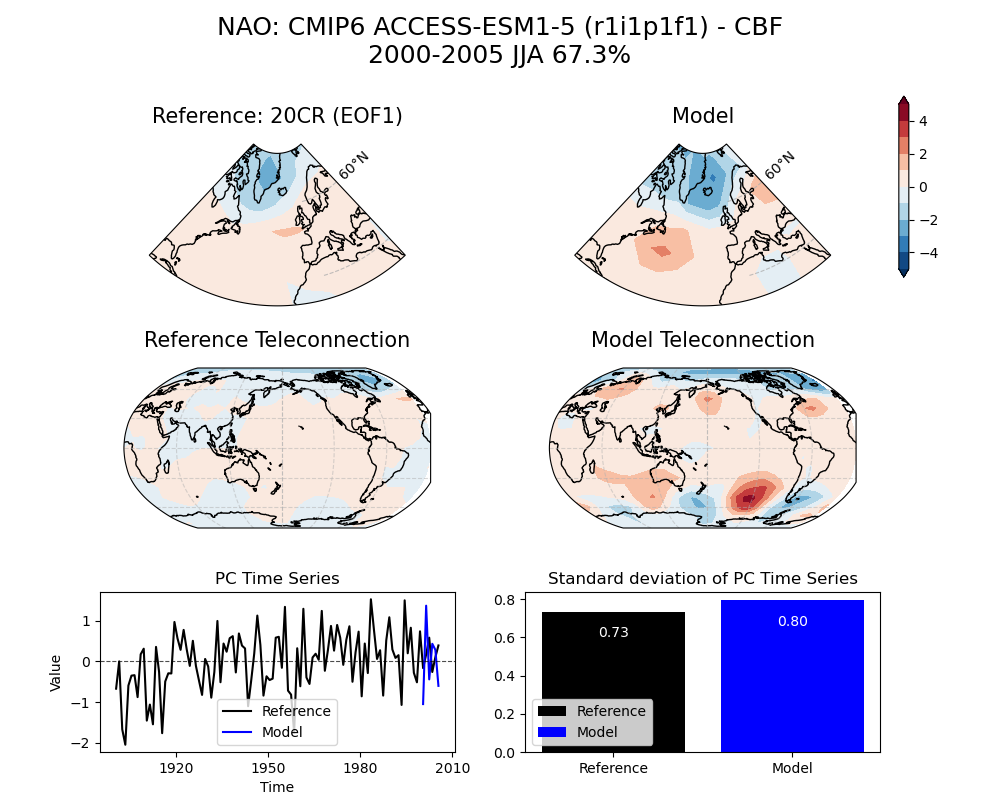 NAO: CMIP6 ACCESS-ESM1-5 (r1i1p1f1) - CBF
2000-2005 JJA 67.3%
Reference: 20CR (EOF1)
Model
60°N
60°N
4
2
0
−2
−4
Reference Teleconnection
Model Teleconnection
PC Time Series
Standard deviation of PC Time Series
1
0
−1
−2
Value
1920
1950
1980
2010
Time
Reference
Model
0.8
0.6
0.4
0.2
0.0
0.73
0.80
Reference
Model
Reference
Model